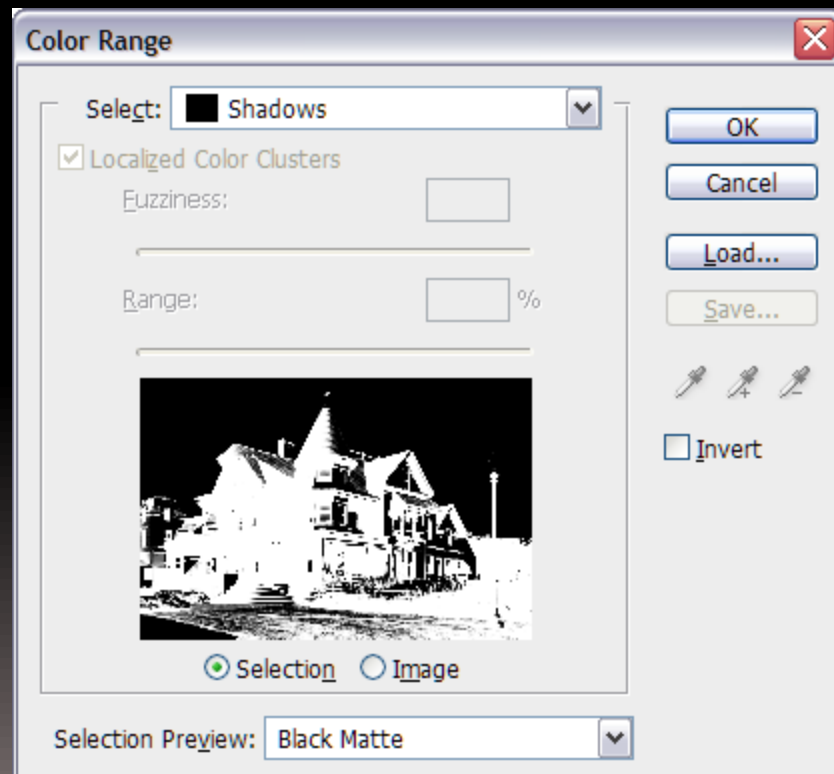 Color Range
Select: Shadows
OK
Localized Color Clusters
Cancel
Fuzziness:
Load...
Range: %
Save...
Invert
Selection Image
Selection Preview: Black Matte